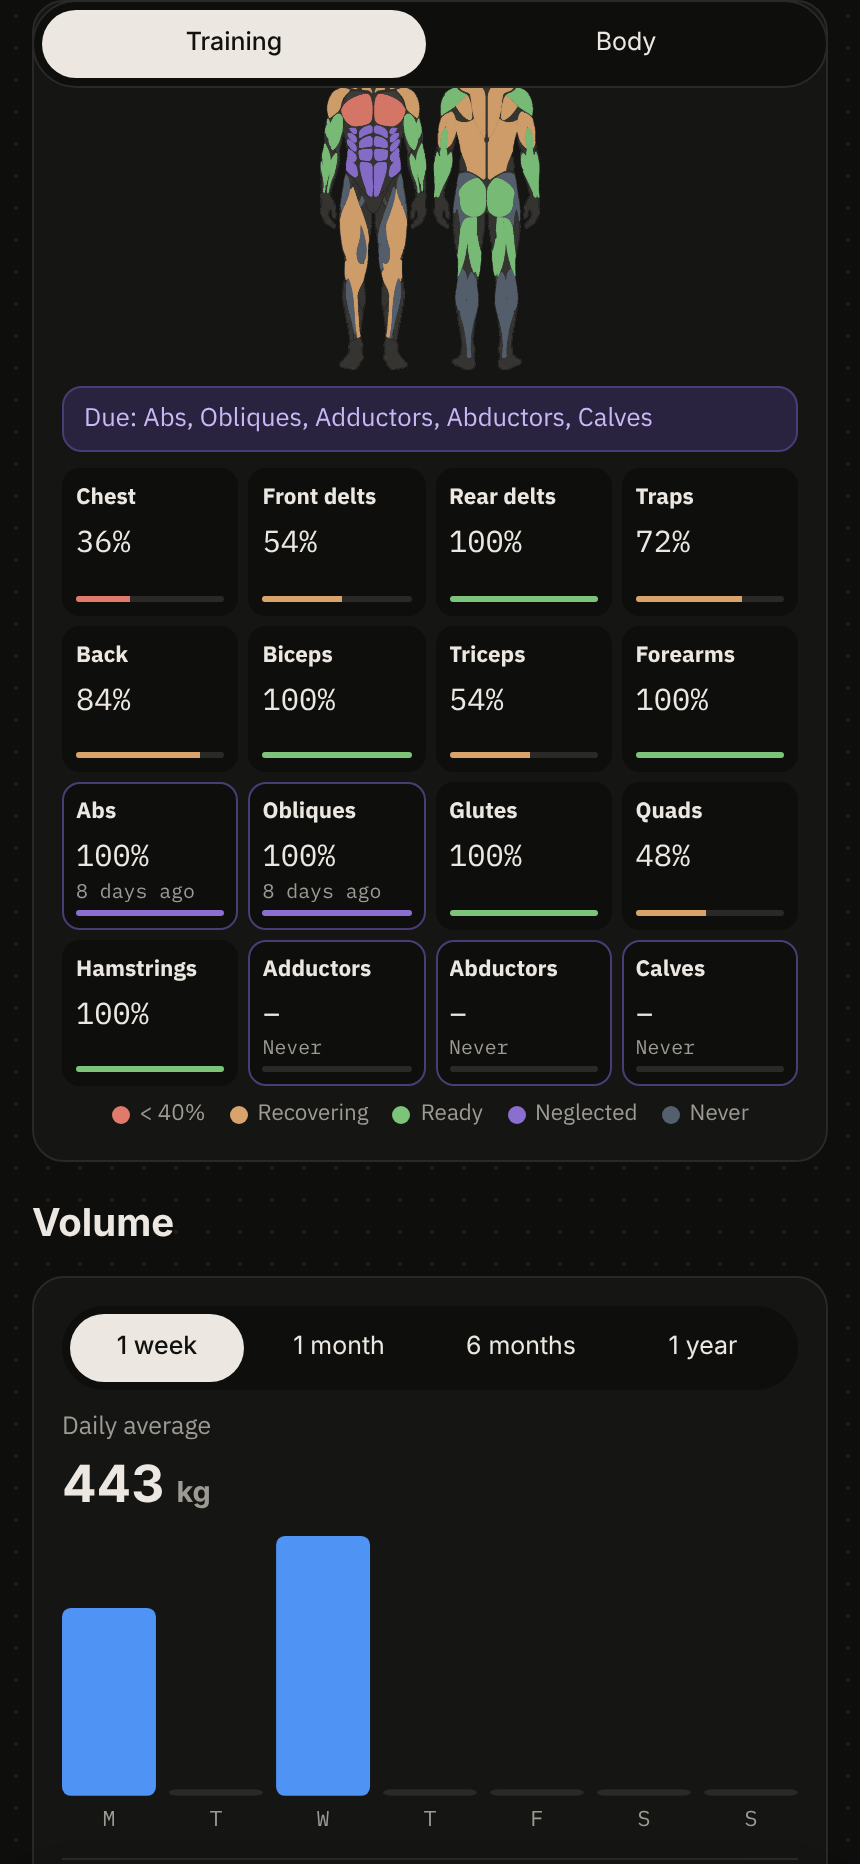 Training Body
Due: Abs, Obliques, Adductors, Abductors, Calves
Chest Front delts Rear delts Traps
36% 54% 100% 72%
Back Biceps Triceps Forearms
84% 100% 54% 100%
Abs Obliques Glutes Quads
100% 100% 100% 48%
8 days ago 8 days ago
Hamstrings Adductors Abductors Calves
100% – – –
Never Never Never
< 40% Recovering Ready Neglected Never
Volume
1 week 1 month 6 months 1 year
Daily average
443 kg
M T W T F S S